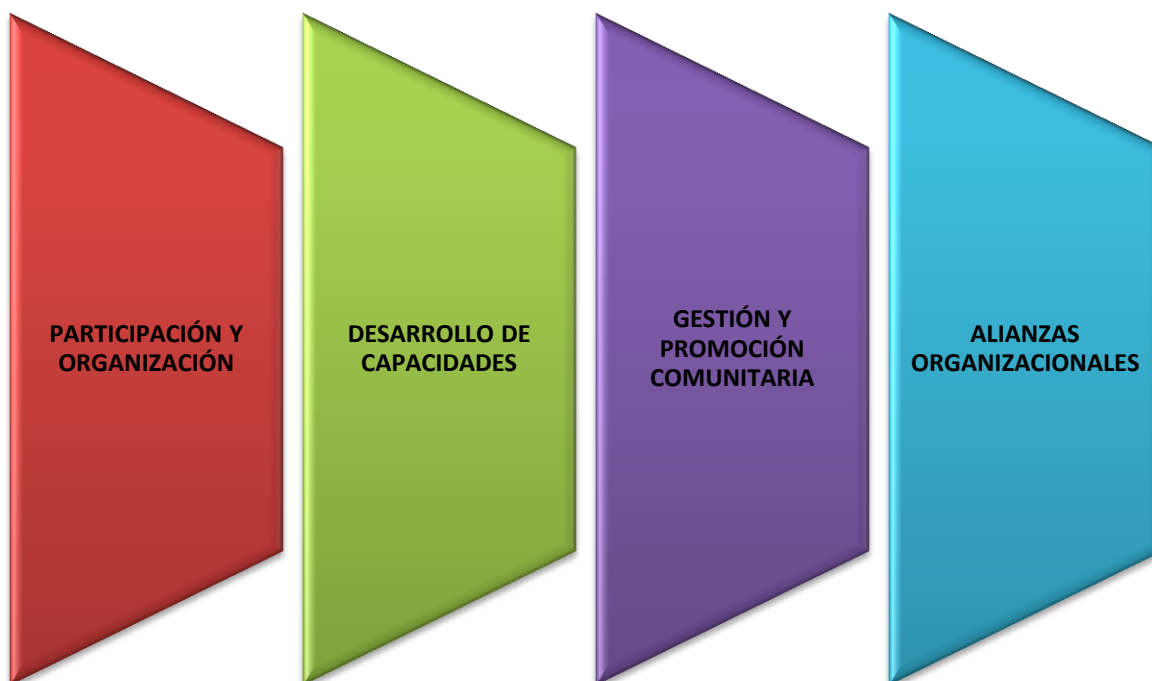 PARTICIPACIÓN Y
ORGANIZACIÓN
DESARROLLO DE
CAPACIDADES
GESTIÓN Y
PROMOCIÓN
COMUNITARIA
ALIANZAS
ORGANIZACIONALES